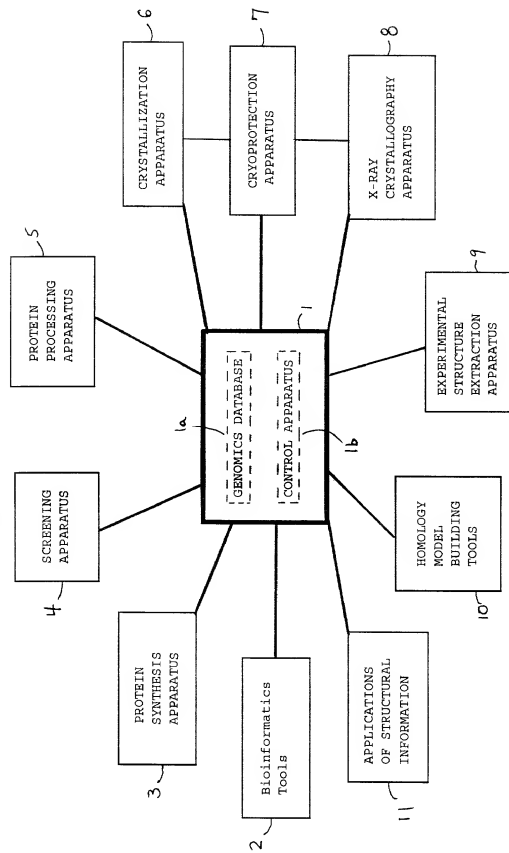 4
SCREENING
APPARATUS
5
PROTEIN
PROCESSING
APPARATUS
6
CRYSTALLIZATION
APPARATUS
3
PROTEIN
SYNTHESIS
APPARATUS
7
CRYOPROTECTION
APPARATUS
1a
GENOMICS DATABASE
1
CONTROL APPARATUS
1b
2
Bioinformatics
Tools
8
X-RAY
CRYSTALLOGRAPHY
APPARATUS
11
APPLICATIONS
OF STRUCTURAL
INFORMATION
10
HOMOLOGY
MODEL
BUILDING
TOOLS
9
EXPERIMENTAL
STRUCTURE
EXTRACTION
APPARATUS